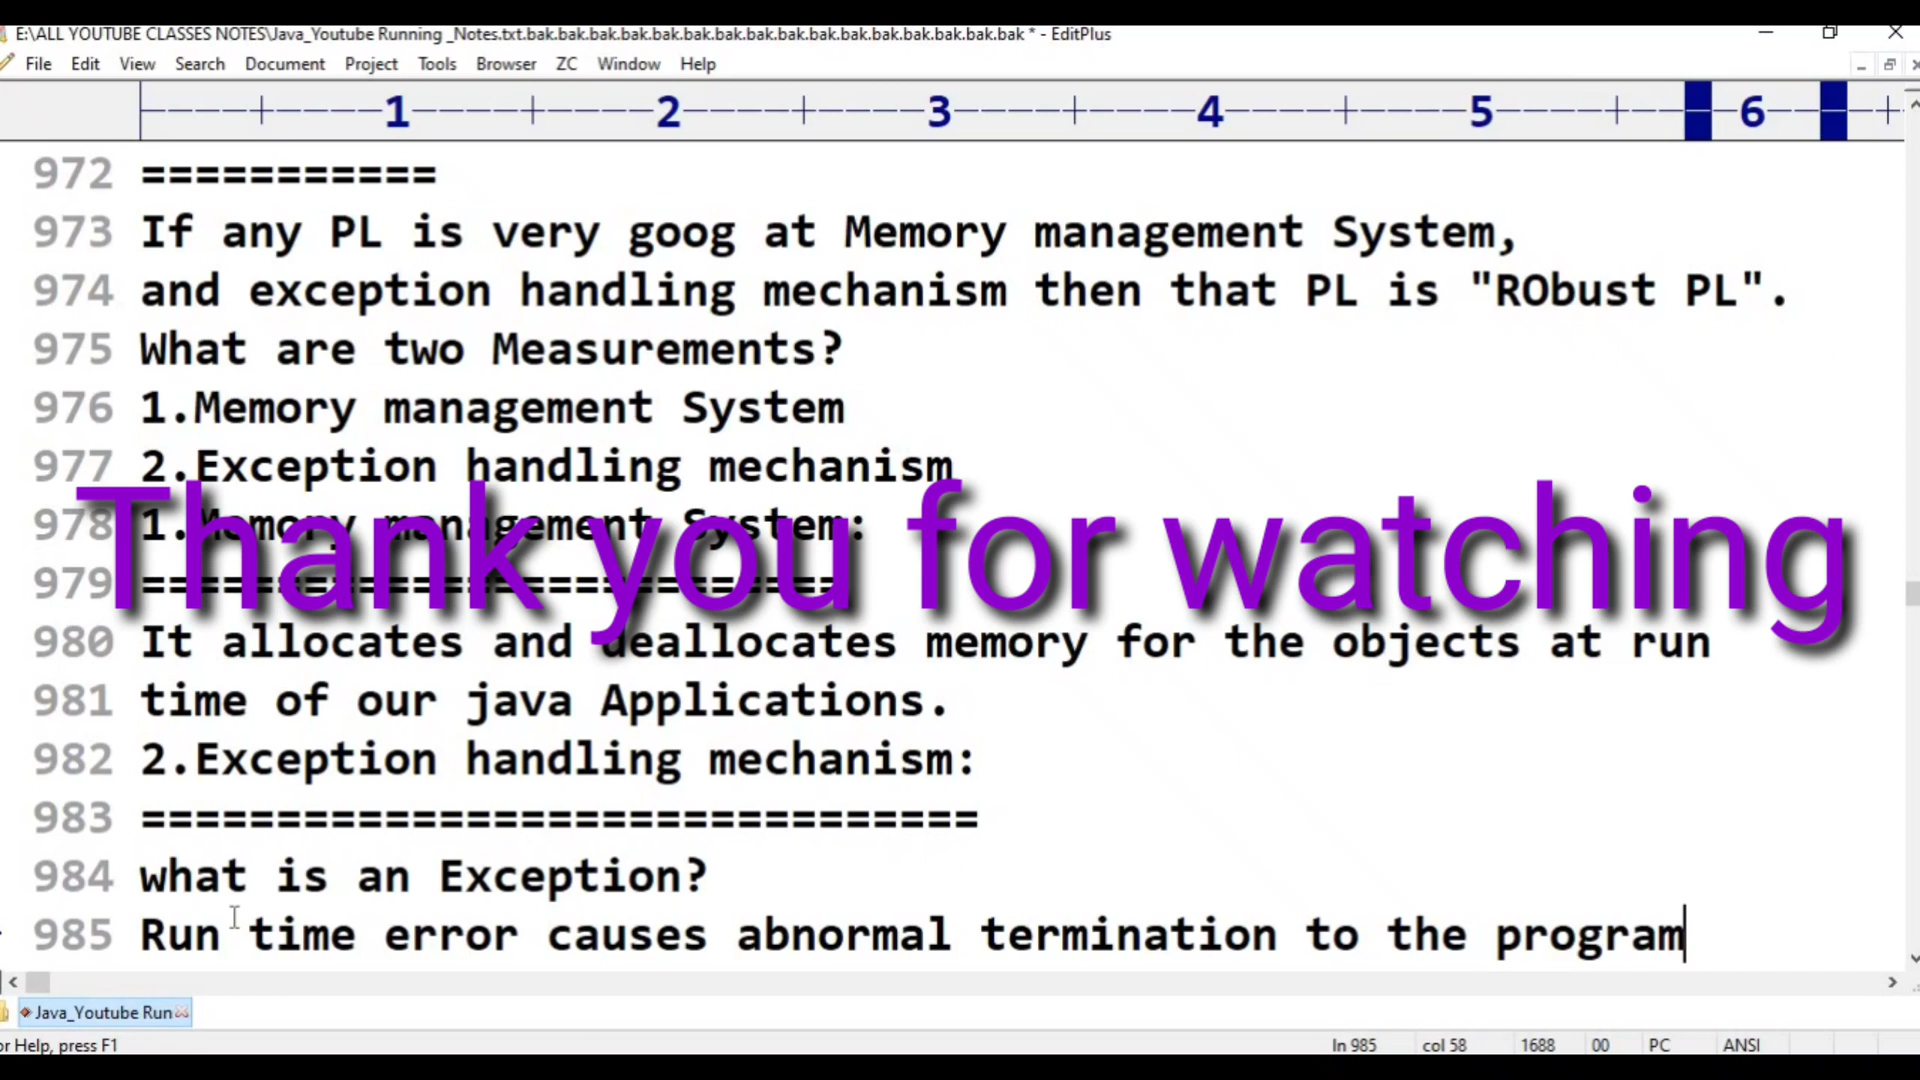 E:\ALL YOUTUBE CLASSES NOTES\Java_Youtube Running _Notes.txt.bak.bak.bak.bak.bak.bak.bak.bak.bak.bak.bak.bak.bak.bak.bak.bak * - EditPlus
File Edit View Search Document Project Tools Browser ZC Window Help
1 2 3 4 5 6
972 ===========
973 If any PL is very goog at Memory management System,
974 and exception handling mechanism then that PL is "RObust PL".
975 What are two Measurements?
976 1.Memory management System
977 2.Exception handling mechanism
978 1.Memory management System:
Thank you for watching
979 ==========================
980 It allocates and deallocates memory for the objects at run
981 time of our java Applications.
982 2.Exception handling mechanism:
983 ===============================
984 what is an Exception?
985 Run time error causes abnormal termination to the program
Java_Youtube Run
or Help, press F1
ln 985 col 58 1688 00 PC ANSI